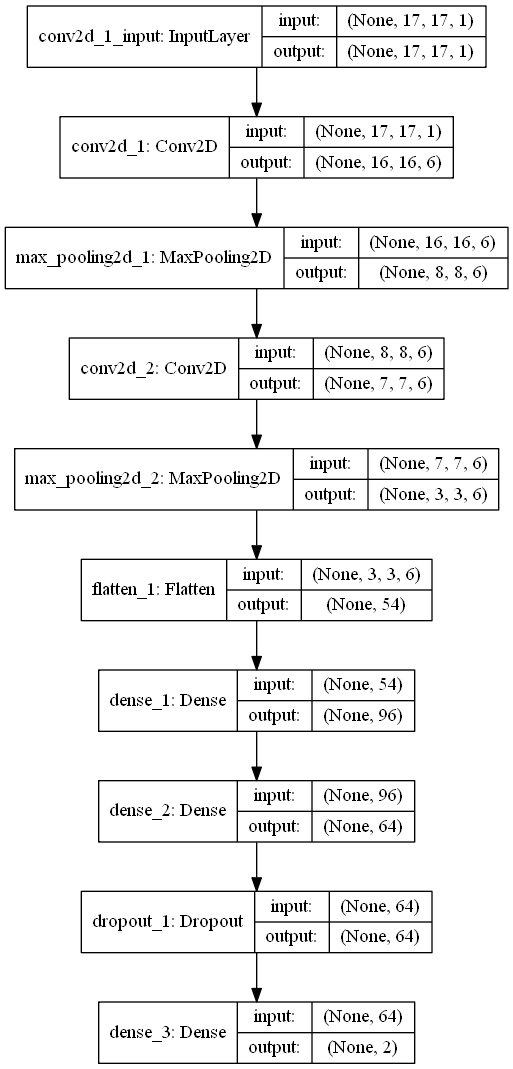 conv2d_1_input: InputLayer
input: (None, 17, 17, 1)
output: (None, 17, 17, 1)
conv2d_1: Conv2D
input: (None, 17, 17, 1)
output: (None, 16, 16, 6)
max_pooling2d_1: MaxPooling2D
input: (None, 16, 16, 6)
output: (None, 8, 8, 6)
conv2d_2: Conv2D
input: (None, 8, 8, 6)
output: (None, 7, 7, 6)
max_pooling2d_2: MaxPooling2D
input: (None, 7, 7, 6)
output: (None, 3, 3, 6)
flatten_1: Flatten
input: (None, 3, 3, 6)
output: (None, 54)
dense_1: Dense
input: (None, 54)
output: (None, 96)
dense_2: Dense
input: (None, 96)
output: (None, 64)
dropout_1: Dropout
input: (None, 64)
output: (None, 64)
dense_3: Dense
input: (None, 64)
output: (None, 2)